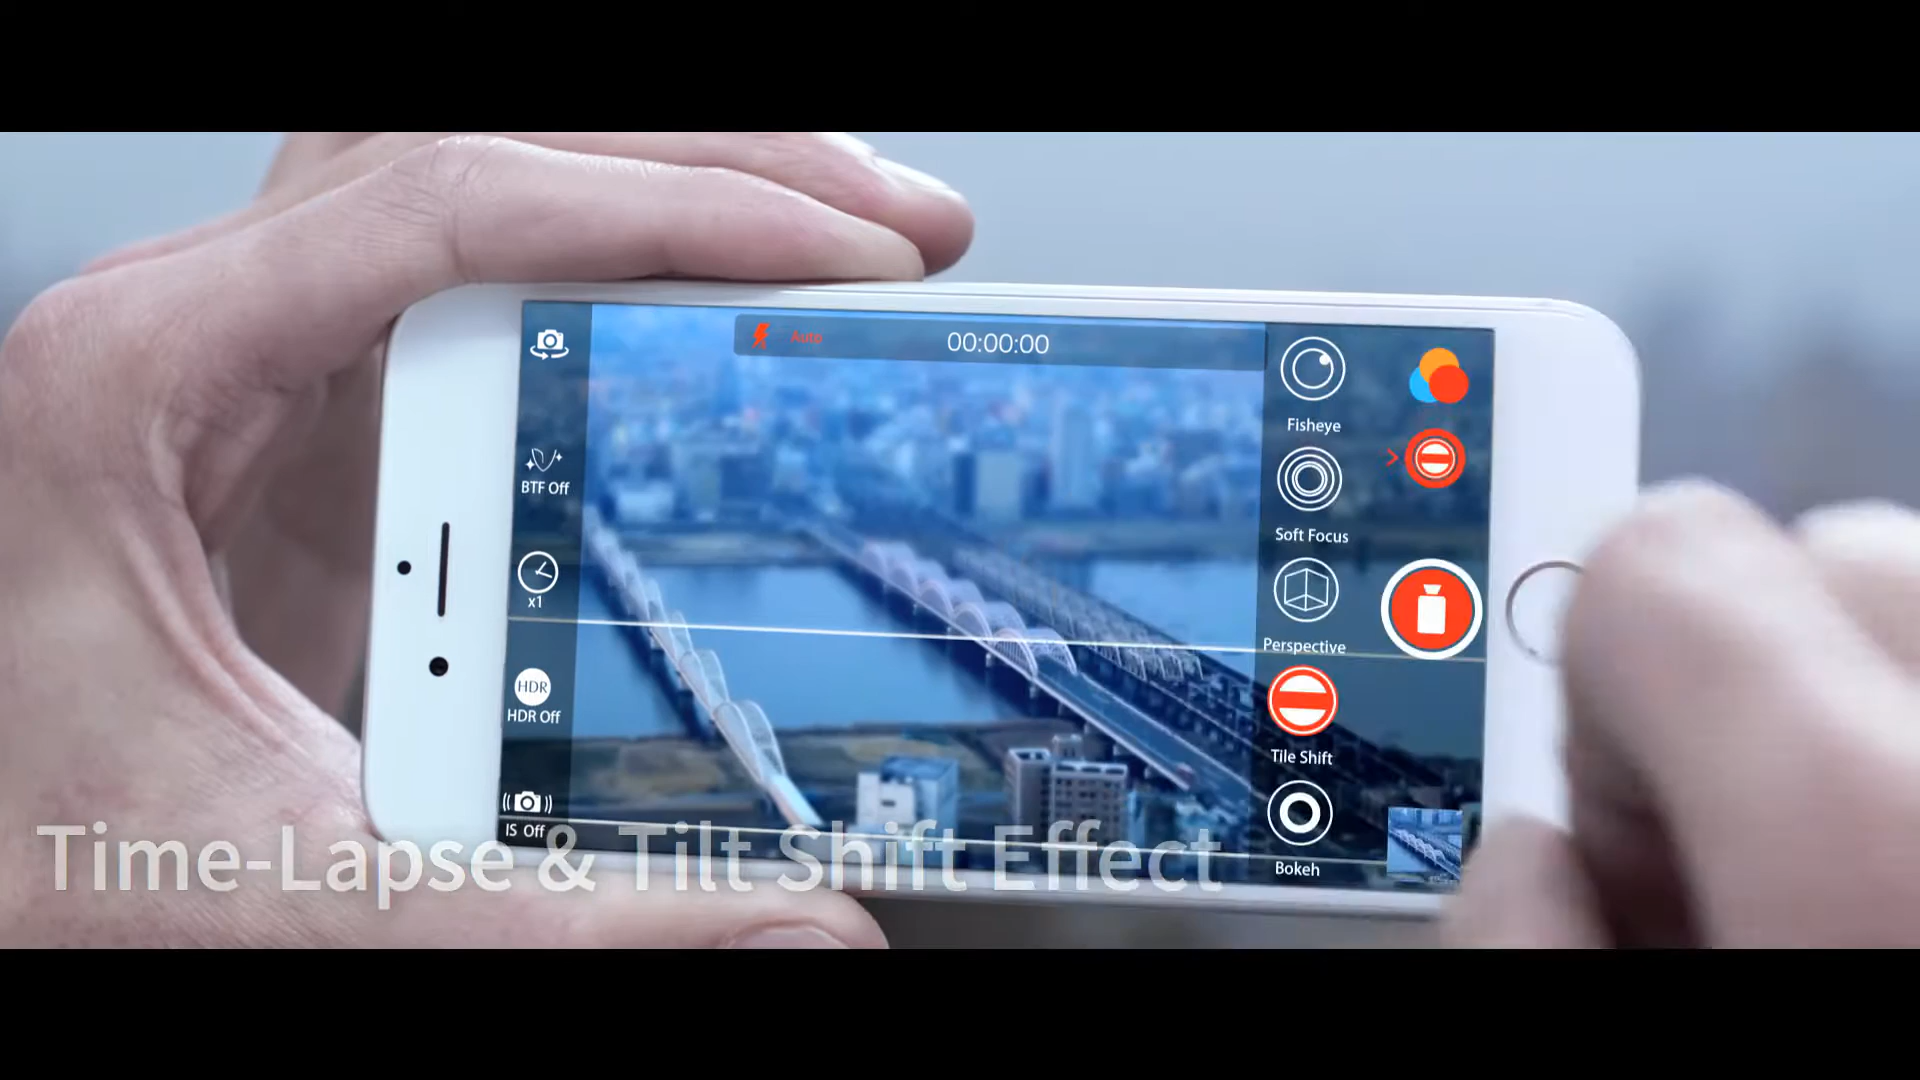 Auto
00:00:00
BTF Off
x1
HDR
HDR Off
IS Off
Fisheye
Soft Focus
Perspective
Tile Shift
Bokeh
Time-Lapse & Tilt Shift Effect